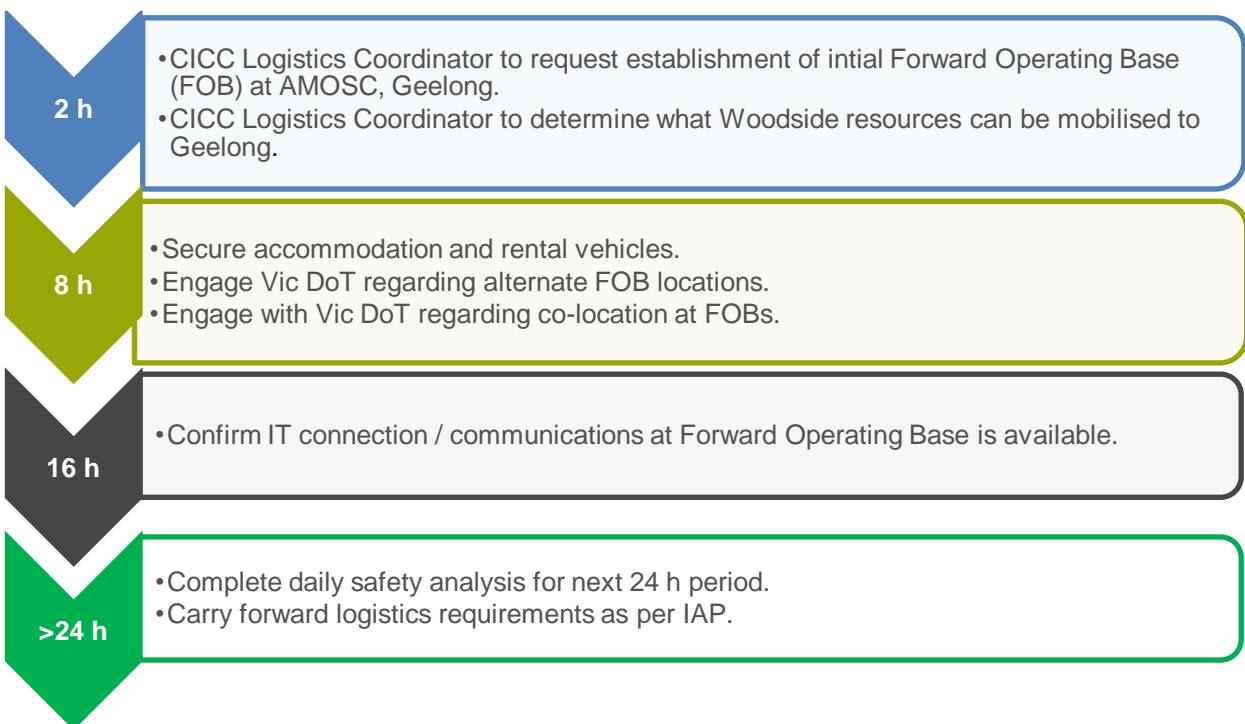 2 h
•CICC Logistics Coordinator to request establishment of intial Forward Operating Base
(FOB) at AMOSC, Geelong.
•CICC Logistics Coordinator to determine what Woodside resources can be mobilised to
Geelong.
8 h
•Secure accommodation and rental vehicles.
•Engage Vic DoT regarding alternate FOB locations.
•Engage with Vic DoT regarding co-location at FOBs.
16 h
•Confirm IT connection / communications at Forward Operating Base is available.
>24 h
•Complete daily safety analysis for next 24 h period.
•Carry forward logistics requirements as per IAP.